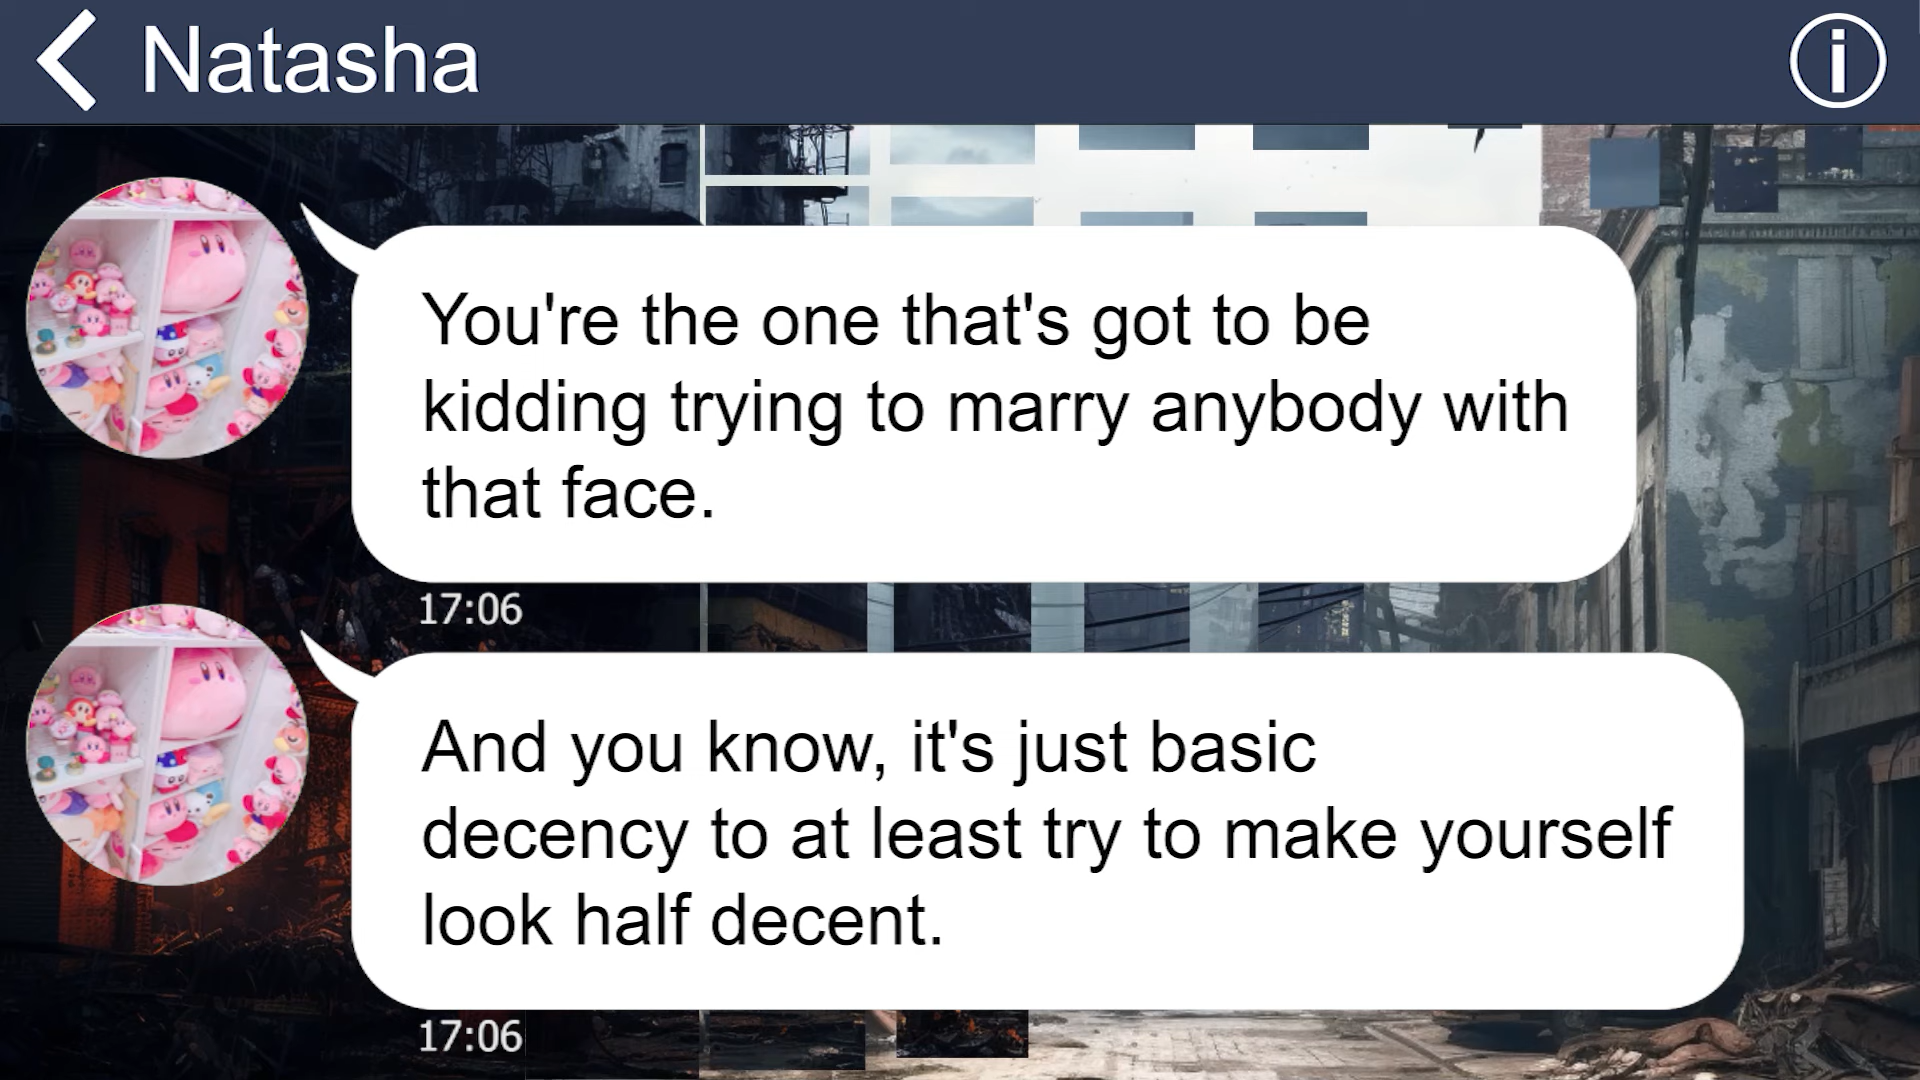 Natasha
You're the one that's got to be
kidding trying to marry anybody with
that face.
17:06
And you know, it's just basic
decency to at least try to make yourself
look half decent.
17:06